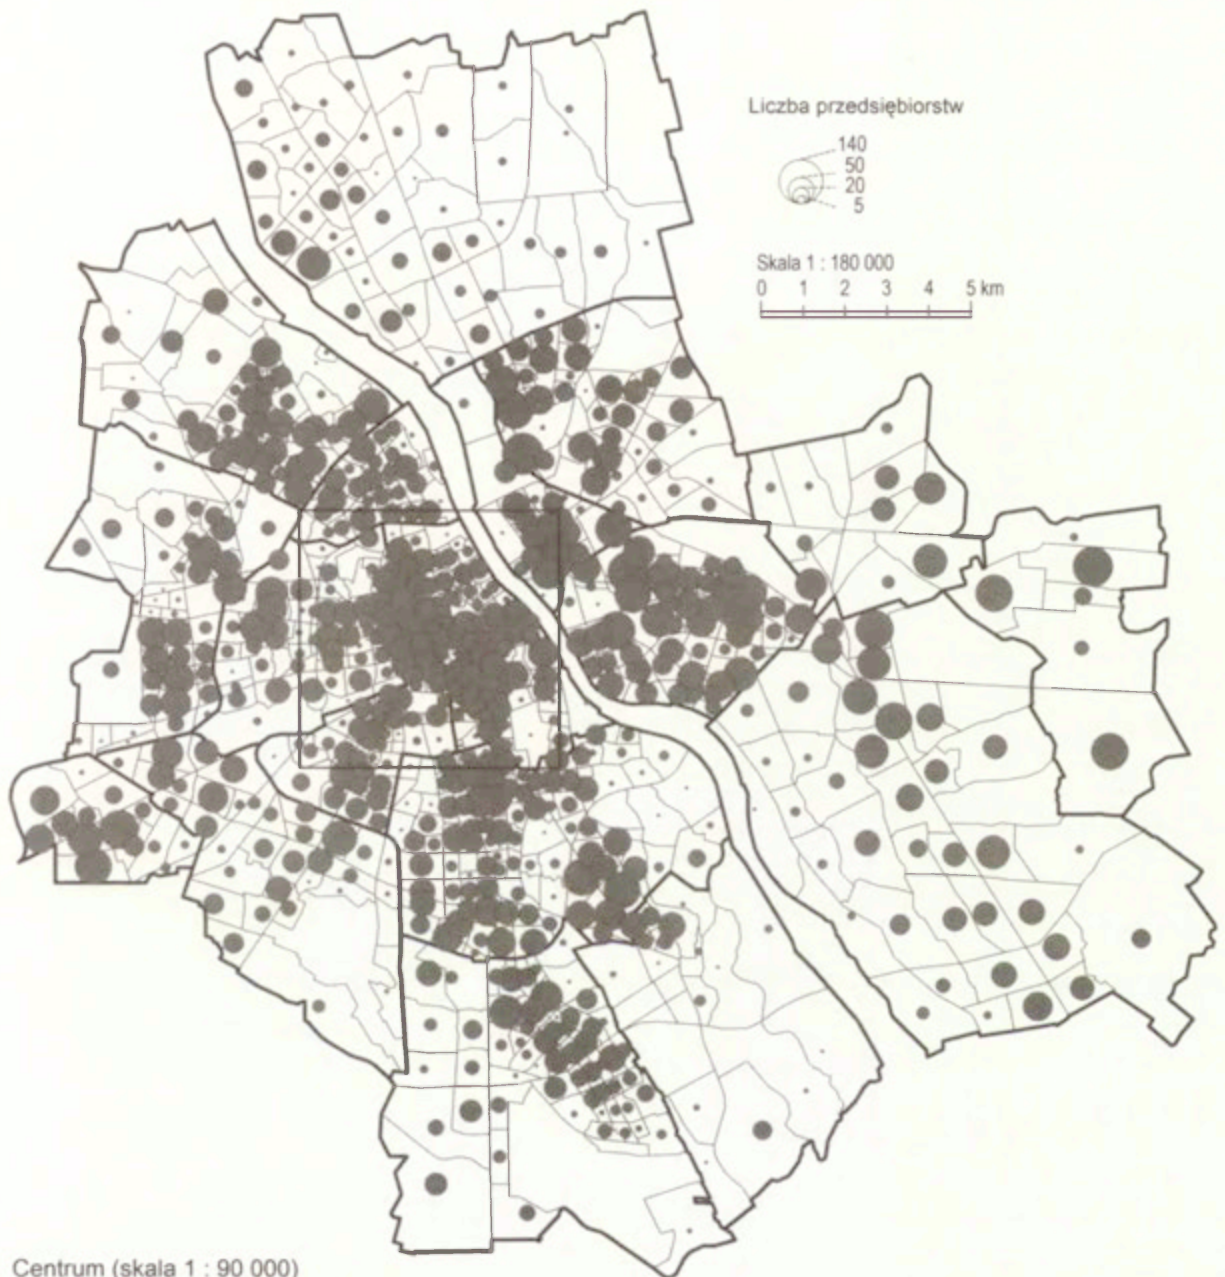 Liczba przedsiębiorstw
140
50
20
5
Skala 1 : 180 000
0 1 2 3 4 5 km
Centrum (skala 1 : 90 000)